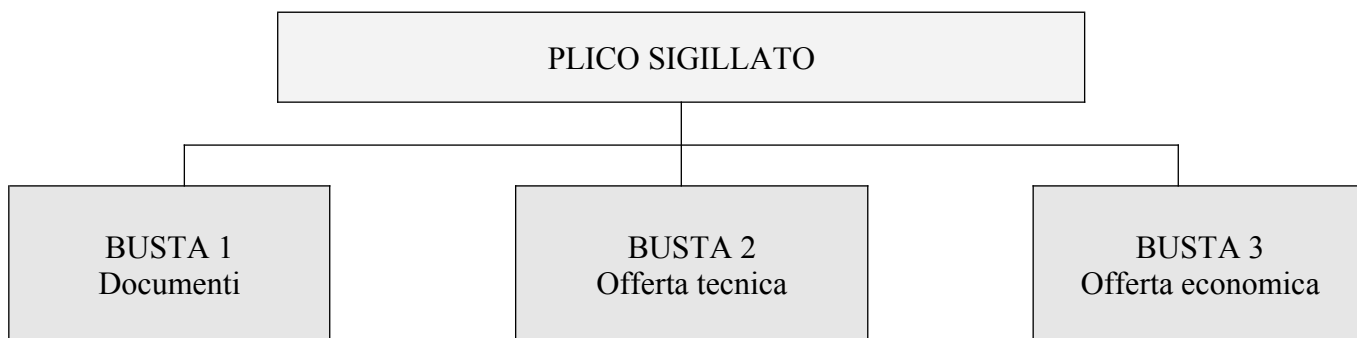 PLICO SIGILLATO
BUSTA 1
Documenti
BUSTA 2
Offerta tecnica
BUSTA 3
Offerta economica